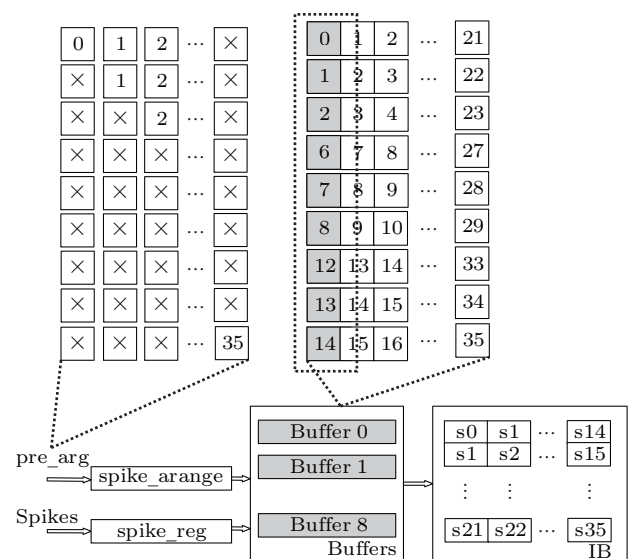 0 1 2 ... ×
× 1 2 ... ×
× × 2 ... ×
× × × ... ×
× × × ... ×
× × × ... ×
× × × ... ×
× × × ... ×
× × × ... 35
0 1 2 ... 21
1 2 3 ... 22
2 3 4 ... 23
6 7 8 ... 27
7 8 9 ... 28
8 9 10 ... 29
12 13 14 ... 33
13 14 15 ... 34
14 15 16 ... 35
pre_arg
spike_arange
Spikes
spike_reg
Buffer 0
Buffer 1
Buffer 8
Buffers
s0 s1 ... s14
s1 s2 ... s15
⋮ ⋮ ⋮
s21 s22 ... s35
IB